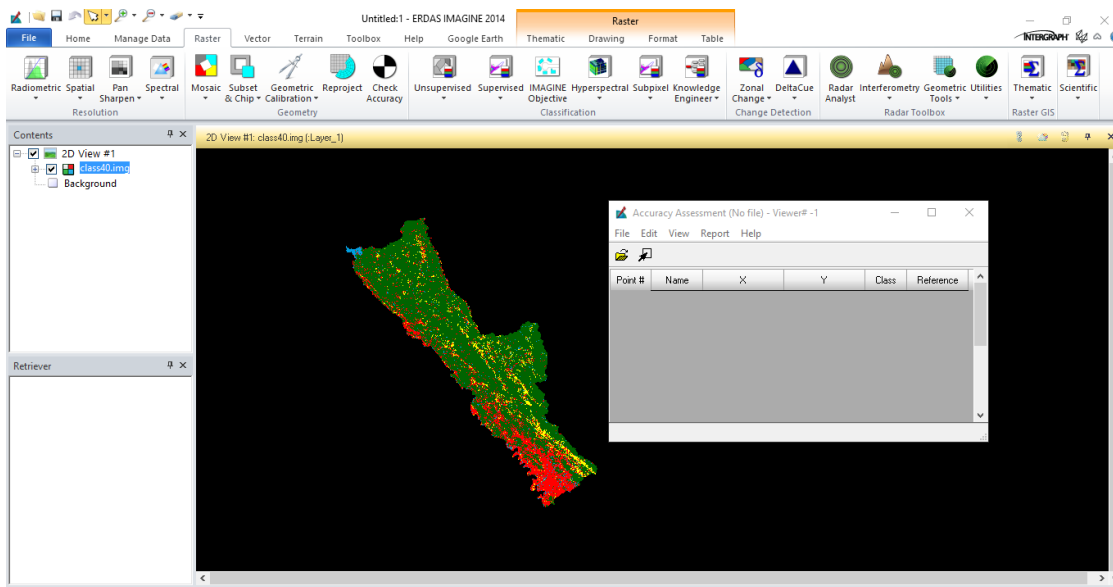 Untitled:1 - ERDAS IMAGINE 2014
Raster
File Home Manage Data Raster Vector Terrain Toolbox Help Google Earth Thematic Drawing Format Table
INTERGRAPH
Radiometric Spatial Pan Sharpen Spectral Mosaic Subset & Chip Geometric Calibration Reproject Check Accuracy Unsupervised Supervised IMAGINE Objective Hyperspectral Subpixel Knowledge Engineer Zonal Change DeltaCue Radar Analyst Interferometry Geometric Tools Utilities Thematic Scientific
Resolution Geometry Classification Change Detection Radar Toolbox Raster GIS
Contents
2D View #1: class40.img (:Layer_1)
2D View #1
class40.img
Background
Accuracy Assessment (No file) - Viewer# -1
File Edit View Report Help
Point # Name X Y Class Reference
Retriever